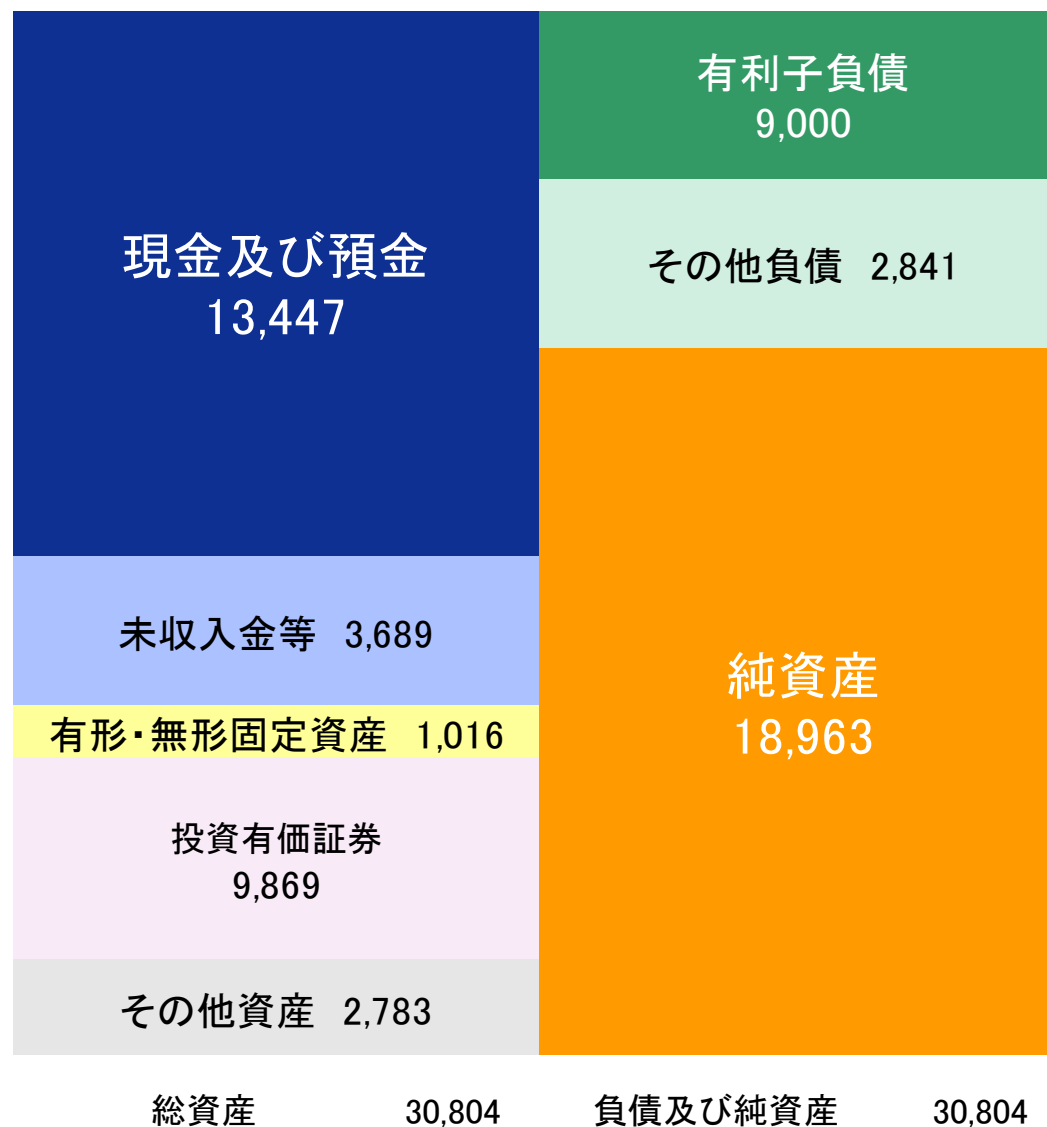 現金及び預金
13,447
未収入金等 3,689
有形・無形固定資産 1,016
投資有価証券
9,869
その他資産 2,783
総資産 30,804
有利子負債
9,000
その他負債 2,841
純資産
18,963
負債及び純資産 30,804